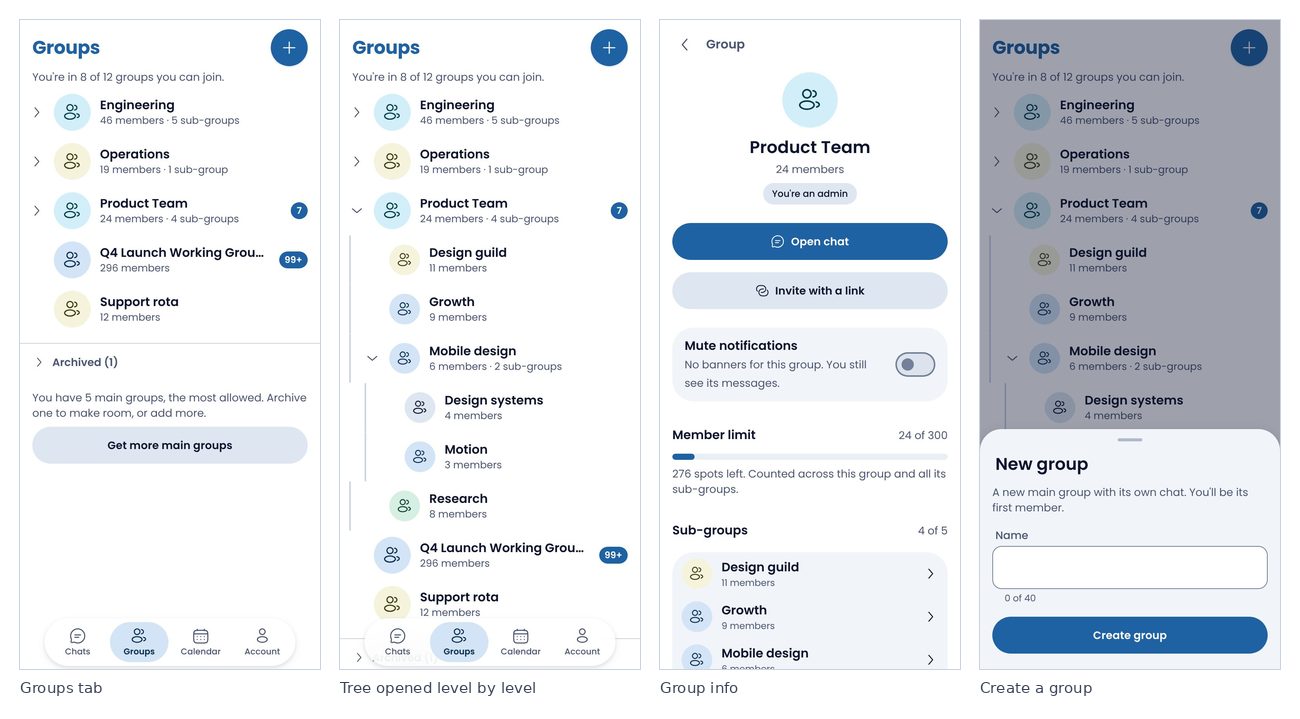 Groups
You're in 8 of 12 groups you can join.
Engineering
46 members · 5 sub-groups
Operations
19 members · 1 sub-group
Product Team
24 members · 4 sub-groups
7
Q4 Launch Working Grou...
296 members
99+
Support rota
12 members
Archived (1)
You have 5 main groups, the most allowed. Archive
one to make room, or add more.
Get more main groups
Chats
Groups
Calendar
Account
Groups tab
Groups
You're in 8 of 12 groups you can join.
Engineering
46 members · 5 sub-groups
Operations
19 members · 1 sub-group
Product Team
24 members · 4 sub-groups
7
Design guild
11 members
Growth
9 members
Mobile design
6 members · 2 sub-groups
Design systems
4 members
Motion
3 members
Research
8 members
Q4 Launch Working Grou...
296 members
99+
Support rota
12 members
Archived (1)
Chats
Groups
Calendar
Account
Tree opened level by level
Group
Product Team
24 members
You're an admin
Open chat
Invite with a link
Mute notifications
No banners for this group. You still
see its messages.
Member limit
24 of 300
276 spots left. Counted across this group and all its
sub-groups.
Sub-groups
4 of 5
Design guild
11 members
Growth
9 members
Mobile design
6 members
Group info
Groups
You're in 8 of 12 groups you can join.
Engineering
46 members · 5 sub-groups
Operations
19 members · 1 sub-group
Product Team
24 members · 4 sub-groups
7
Design guild
11 members
Growth
9 members
Mobile design
6 members · 2 sub-groups
Design systems
4 members
New group
A new main group with its own chat. You'll be its
first member.
Name
0 of 40
Create group
Create a group